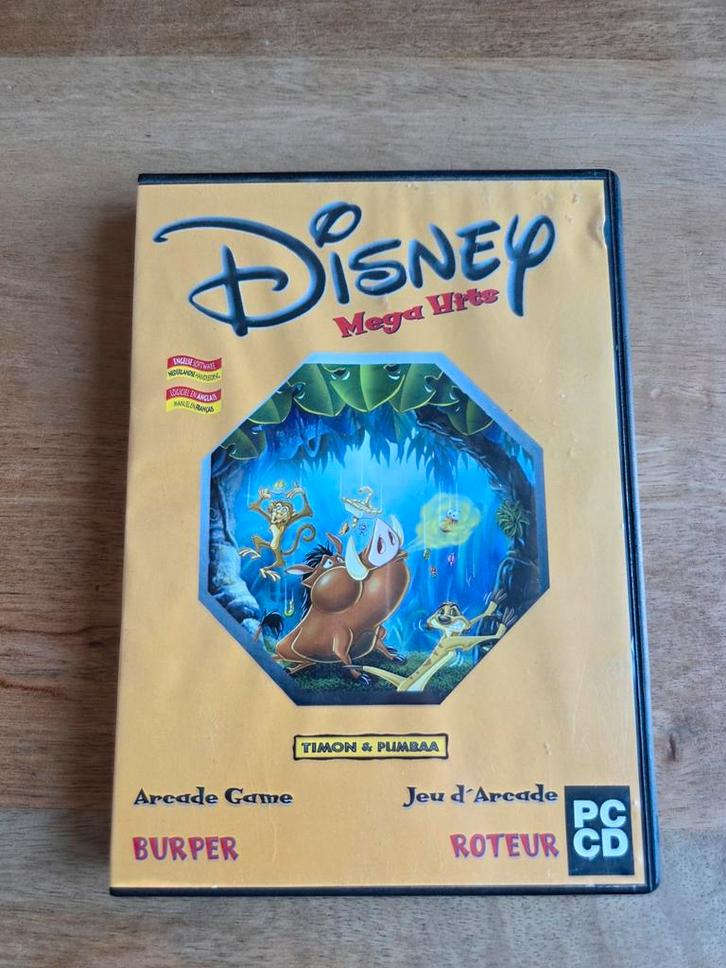 Disney
Mega Hits
ENGELSE SOFTWARE
NEDERLANDSE HANDLEIDING
LOGICIEL EN ANGLAIS
MANUEL EN FRANÇAIS
TIMON & PUMBAA
Arcade Game
Jeu d'Arcade
BURPER
ROTEUR
PC
CD